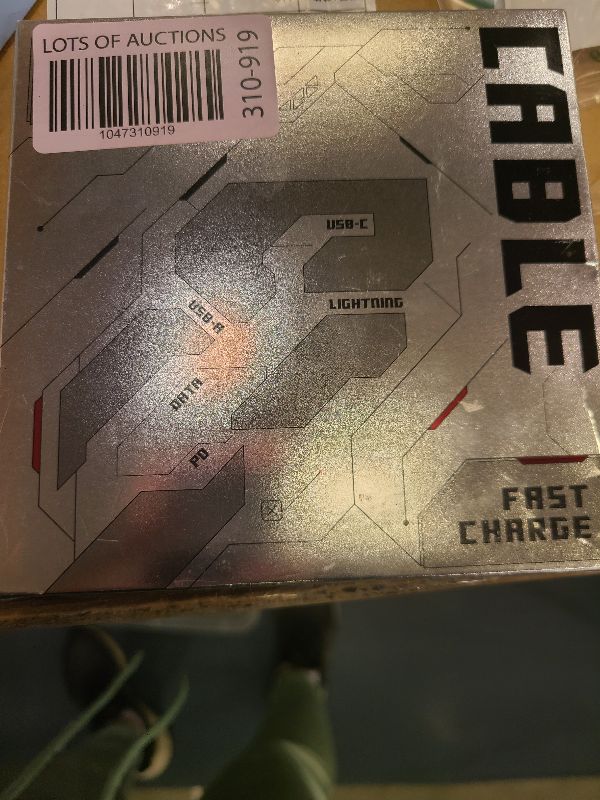 LOTS OF AUCTIONS
310-919
1047310919
CABLE
USB-C
LIGHTNING
USB-A
DATA
PD
FAST
CHARGE